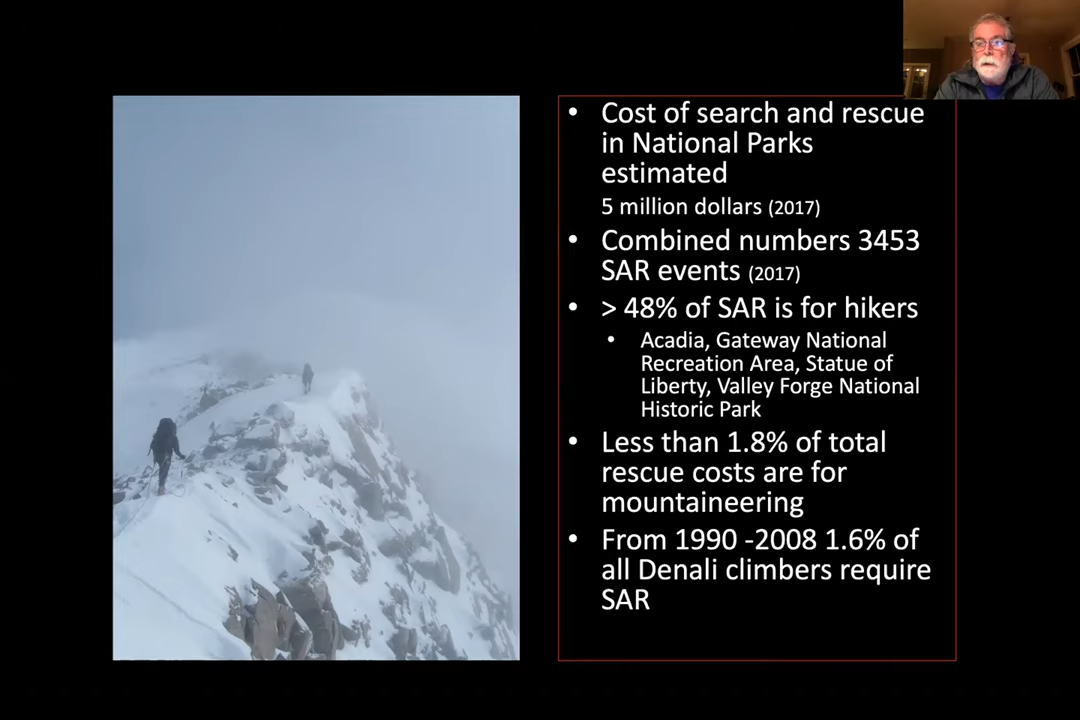 • Cost of search and rescue
in National Parks
estimated
5 million dollars (2017)
• Combined numbers 3453
SAR events (2017)
• > 48% of SAR is for hikers
• Acadia, Gateway National
Recreation Area, Statue of
Liberty, Valley Forge National
Historic Park
• Less than 1.8% of total
rescue costs are for
mountaineering
• From 1990 -2008 1.6% of
all Denali climbers require
SAR